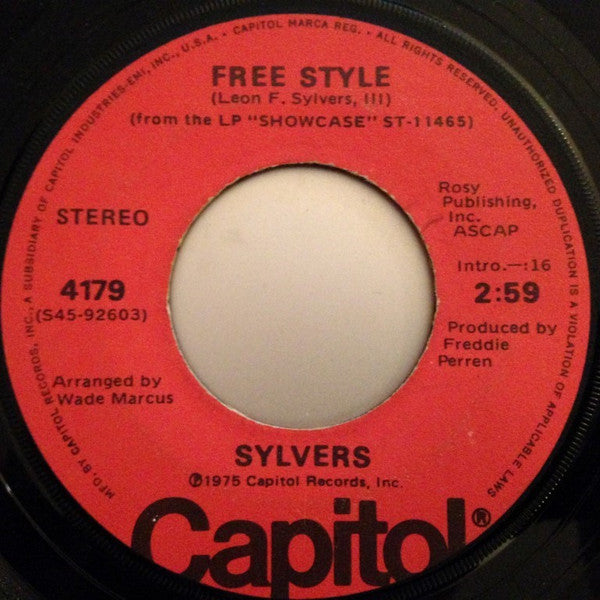 MFD. BY CAPITOL RECORDS, INC., A SUBSIDIARY OF CAPITOL INDUSTRIES-EMI, INC., U.S.A. • CAPITOL MARCA REG. • ALL RIGHTS RESERVED. UNAUTHORIZED DUPLICATION IS A VIOLATION OF APPLICABLE LAWS
FREE STYLE
(Leon F. Sylvers, III)
(from the LP "SHOWCASE" ST-11465)
STEREO
Rosy
Publishing,
Inc.
ASCAP
4179
(S45-92603)
Intro.—:16
2:59
Arranged by
Wade Marcus
Produced by
Freddie
Perren
SYLVERS
℗1975 Capitol Records, Inc.
Capitol®